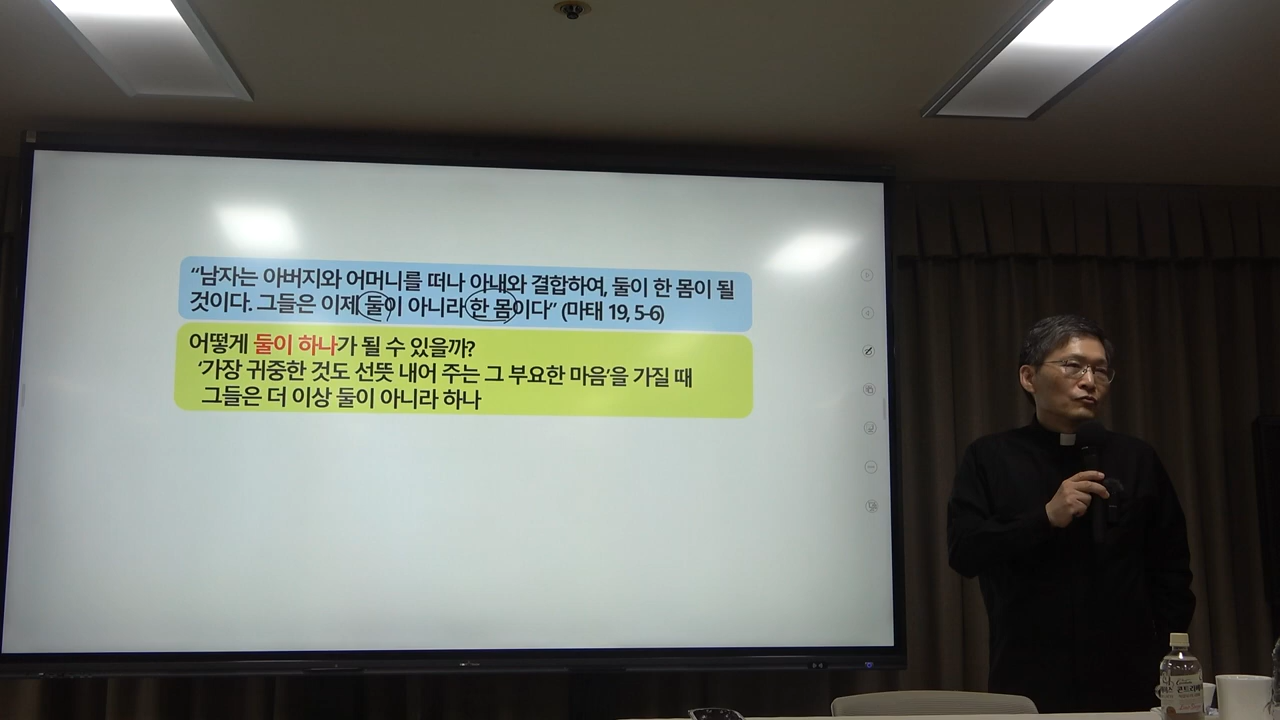 “남자는 아버지와 어머니를 떠나 아내와 결합하여, 둘이 한 몸이 될
것이다. 그들은 이제 둘이 아니라 한 몸이다” (마태 19, 5-6)
어떻게 둘이 하나가 될 수 있을까?
‘가장 귀중한 것도 선뜻 내어 주는 그 부요한 마음’을 가질 때
그들은 더 이상 둘이 아니라 하나